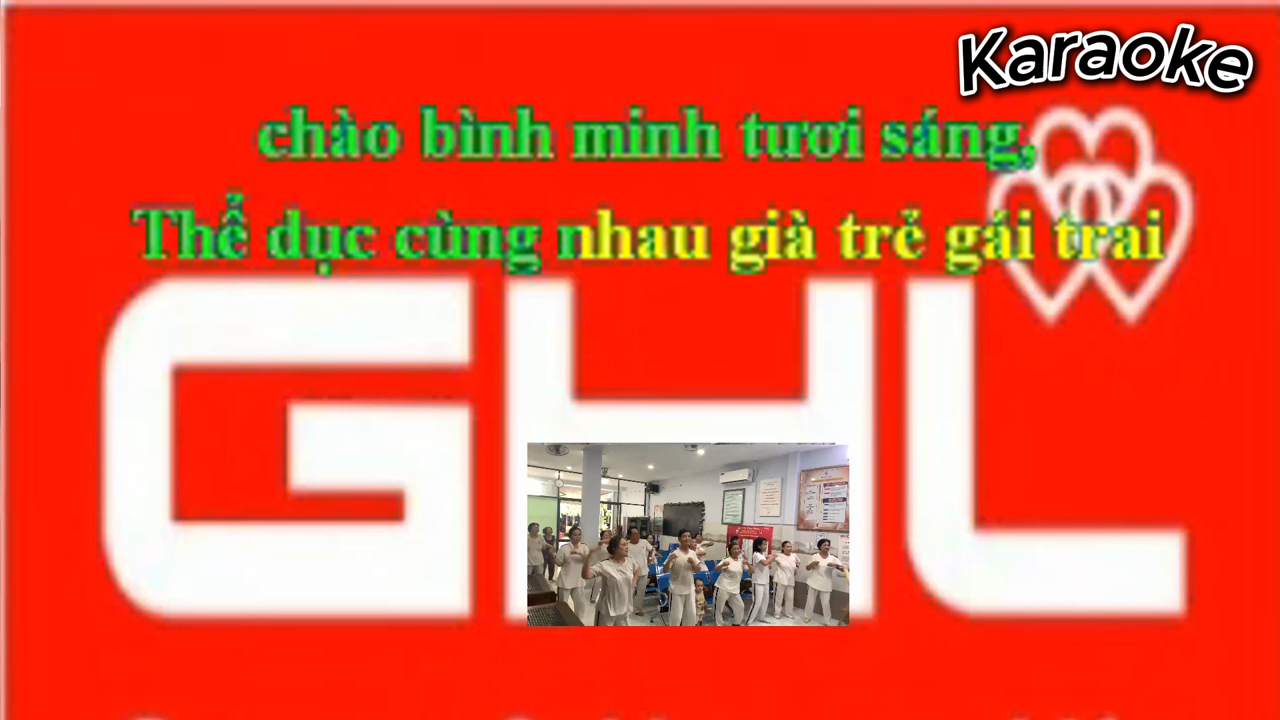 Karaoke
chào bình minh tươi sáng,
Thể dục cùng nhau già trẻ gái trai
GHL